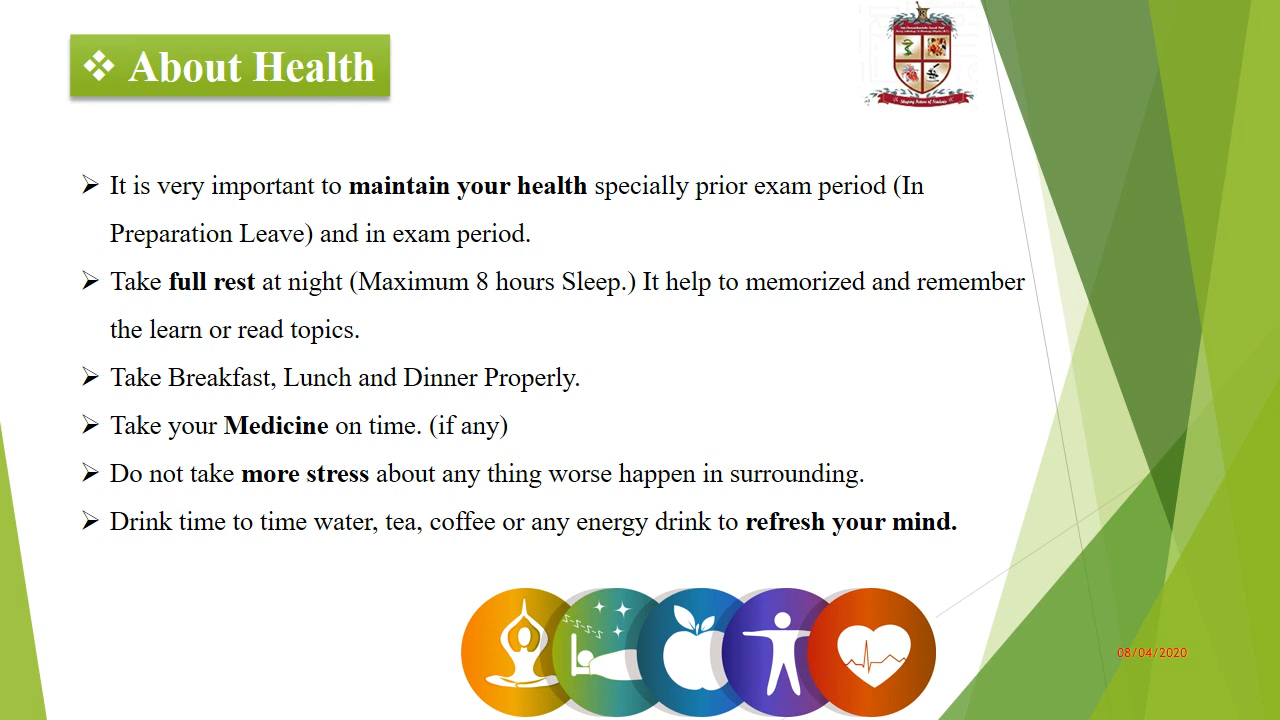 ❖ About Health
➢ It is very important to maintain your health specially prior exam period (In
Preparation Leave) and in exam period.
➢ Take full rest at night (Maximum 8 hours Sleep.) It help to memorized and remember
the learn or read topics.
➢ Take Breakfast, Lunch and Dinner Properly.
➢ Take your Medicine on time. (if any)
➢ Do not take more stress about any thing worse happen in surrounding.
➢ Drink time to time water, tea, coffee or any energy drink to refresh your mind.
z-z-z-z-z
08/04/2020